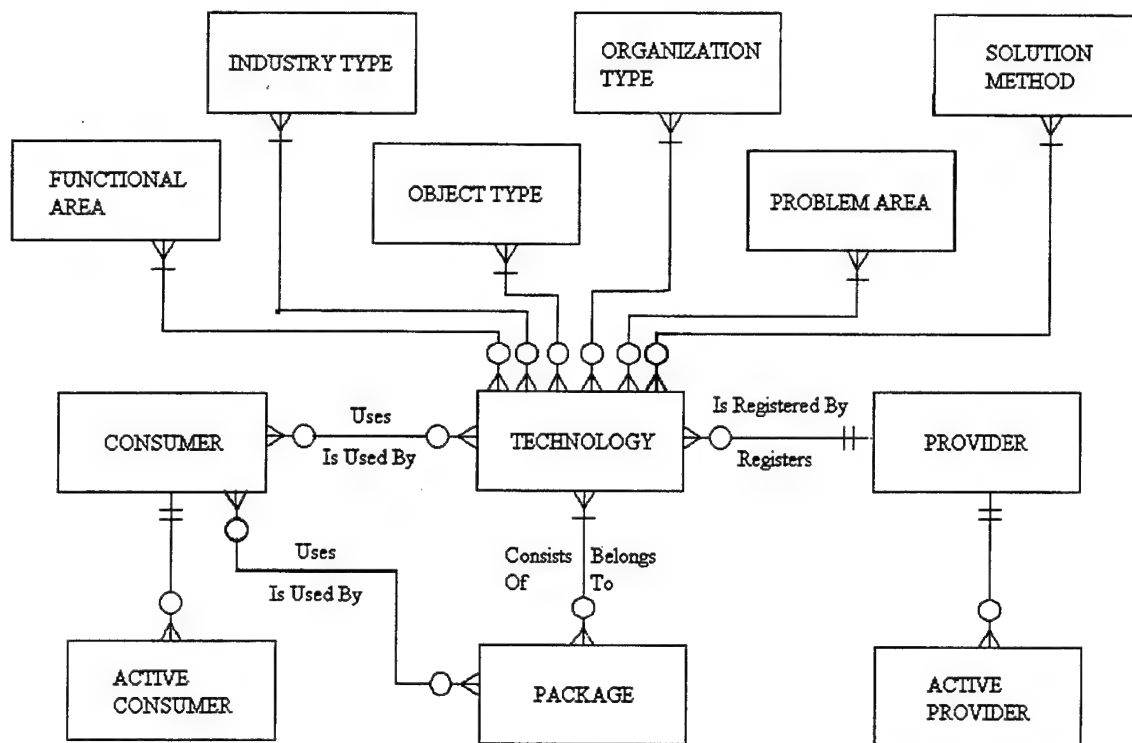 INDUSTRY TYPE
ORGANIZATION
TYPE
SOLUTION
METHOD
FUNCTIONAL
AREA
OBJECT TYPE
PROBLEM AREA
CONSUMER
Uses
Is Used By
TECHNOLOGY
Is Registered By
Registers
PROVIDER
Uses
Is Used By
Consists
Of
Belongs
To
ACTIVE
CONSUMER
PACKAGE
ACTIVE
PROVIDER